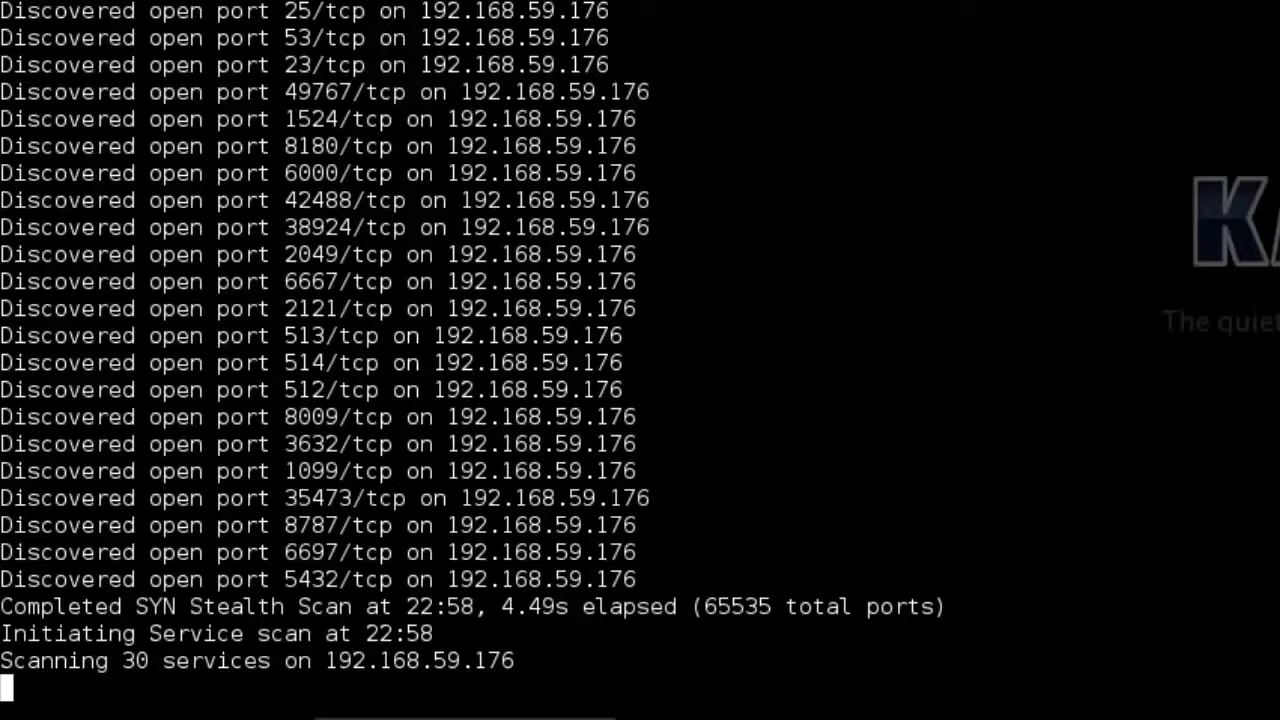 Discovered open port 25/tcp on 192.168.59.176
Discovered open port 53/tcp on 192.168.59.176
Discovered open port 23/tcp on 192.168.59.176
Discovered open port 49767/tcp on 192.168.59.176
Discovered open port 1524/tcp on 192.168.59.176
Discovered open port 8180/tcp on 192.168.59.176
Discovered open port 6000/tcp on 192.168.59.176
Discovered open port 42488/tcp on 192.168.59.176
Discovered open port 38924/tcp on 192.168.59.176
Discovered open port 2049/tcp on 192.168.59.176
Discovered open port 6667/tcp on 192.168.59.176
Discovered open port 2121/tcp on 192.168.59.176
Discovered open port 513/tcp on 192.168.59.176
Discovered open port 514/tcp on 192.168.59.176
Discovered open port 512/tcp on 192.168.59.176
Discovered open port 8009/tcp on 192.168.59.176
Discovered open port 3632/tcp on 192.168.59.176
Discovered open port 1099/tcp on 192.168.59.176
Discovered open port 35473/tcp on 192.168.59.176
Discovered open port 8787/tcp on 192.168.59.176
Discovered open port 6697/tcp on 192.168.59.176
Discovered open port 5432/tcp on 192.168.59.176
Completed SYN Stealth Scan at 22:58, 4.49s elapsed (65535 total ports)
Initiating Service scan at 22:58
Scanning 30 services on 192.168.59.176
K
The quiet